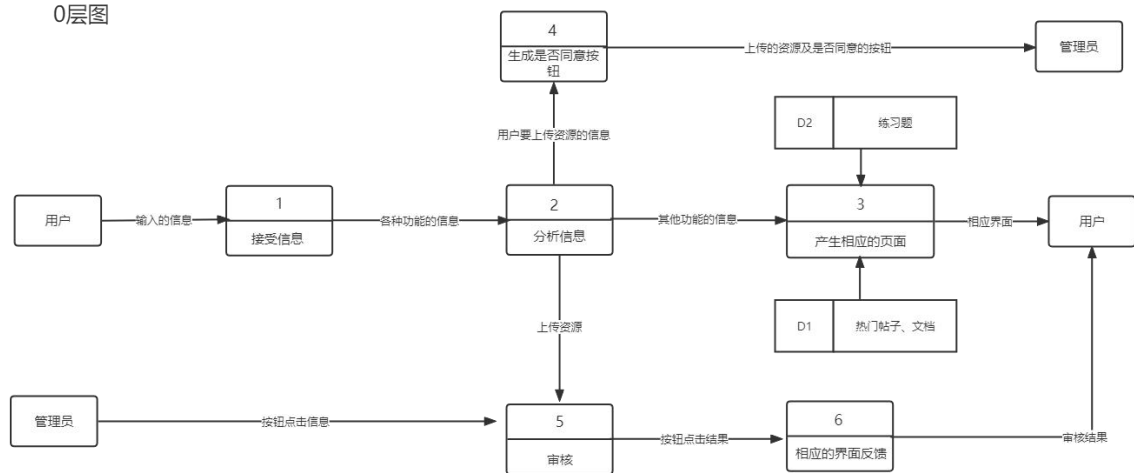 0层图
4
生成是否同意按
钮
上传的资源及是否同意的按钮
管理员
用户要上传资源的信息
D2
练习题
用户
输入的信息
1
接受信息
各种功能的信息
2
分析信息
其他功能的信息
3
产生相应的页面
相应界面
用户
上传资源
D1
热门帖子、文档
管理员
按钮点击信息
5
审核
按钮点击结果
6
相应的界面反馈
审核结果